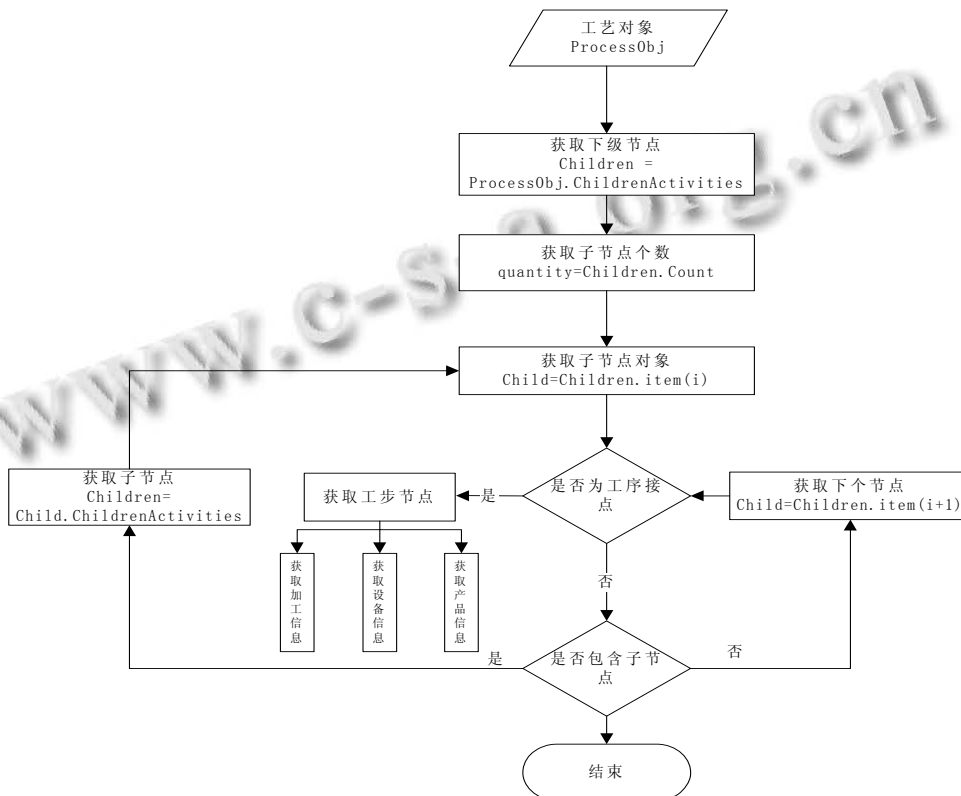 工艺对象
ProcessObj
获取下级节点
Children =
ProcessObj.ChildrenActivities
获取子节点个数
quantity=Children.Count
获取子节点对象
Child=Children.item(i)
获取子节点
Children=
Child.ChildrenActivities
获取工步节点
是
是否为工序接
点
获取下个节点
Child=Children.item(i+1)
获取加工信息
获取设备信息
获取产品信息
否
是
是否包含子节
点
否
结束
www.c-s-a.org.cn